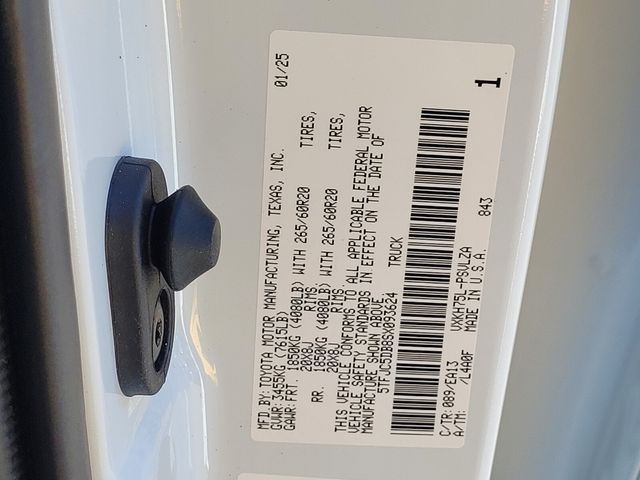 MFD.BY:TOYOTA MOTOR MANUFACTURING, TEXAS, INC. 01/25
GVWR:3455KG (7615LB)
GAWR:FRT. 1850KG (4080LB) WITH 265/60R20 TIRES,
20X8J RIMS,
RR. 1850KG (4080LB) WITH 265/60R20 TIRES,
20X8J RIMS.
THIS VEHICLE CONFORMS TO ALL APPLICABLE FEDERAL MOTOR
VEHICLE SAFETY STANDARDS IN EFFECT ON THE DATE OF
MANUFACTURE SHOWN ABOVE.
5TFJC5DB8SX093624 TRUCK
1
C/TR:089/EA13 VXKH75L-PSVLZA
A/TM: /L4A0F MADE IN U.S.A. 843